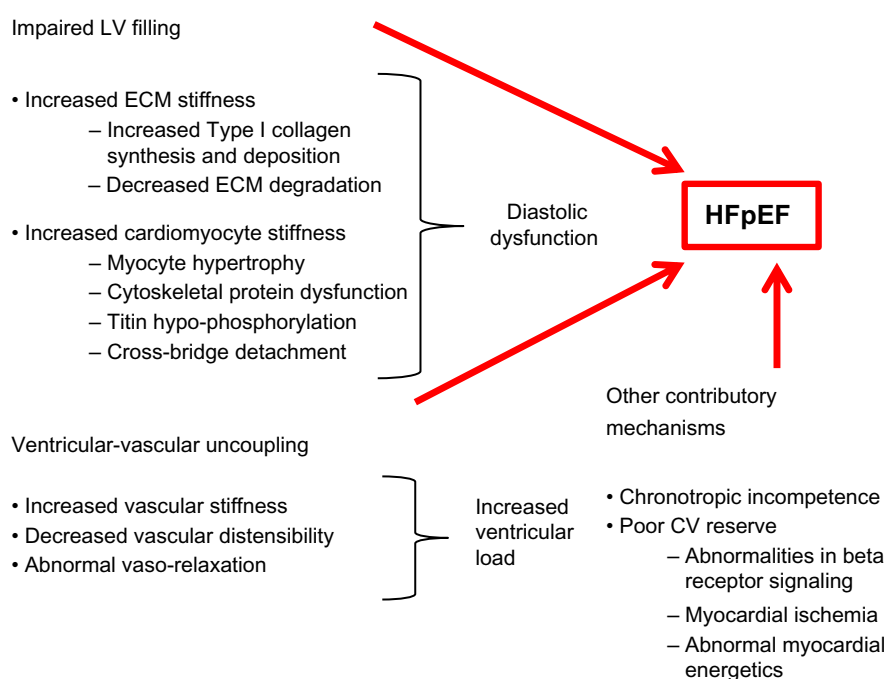 Impaired LV filling
• Increased ECM stiffness
– Increased Type I collagen
synthesis and deposition
– Decreased ECM degradation
• Increased cardiomyocyte stiffness
– Myocyte hypertrophy
– Cytoskeletal protein dysfunction
– Titin hypo-phosphorylation
– Cross-bridge detachment
Diastolic
dysfunction
HFpEF
Ventricular-vascular uncoupling
• Increased vascular stiffness
• Decreased vascular distensibility
• Abnormal vaso-relaxation
Increased
ventricular
load
Other contributory
mechanisms
• Chronotropic incompetence
• Poor CV reserve
– Abnormalities in beta
receptor signaling
– Myocardial ischemia
– Abnormal myocardial
energetics